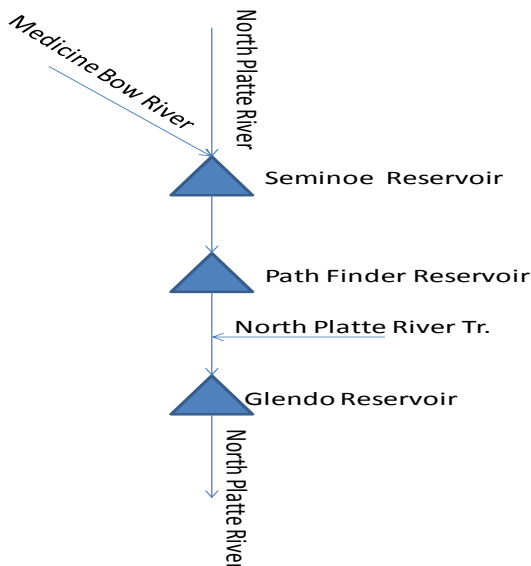 Medicine Bow River
North Platte River
Seminoe Reservoir
Path Finder Reservoir
North Platte River Tr.
Glendo Reservoir
North Platte River